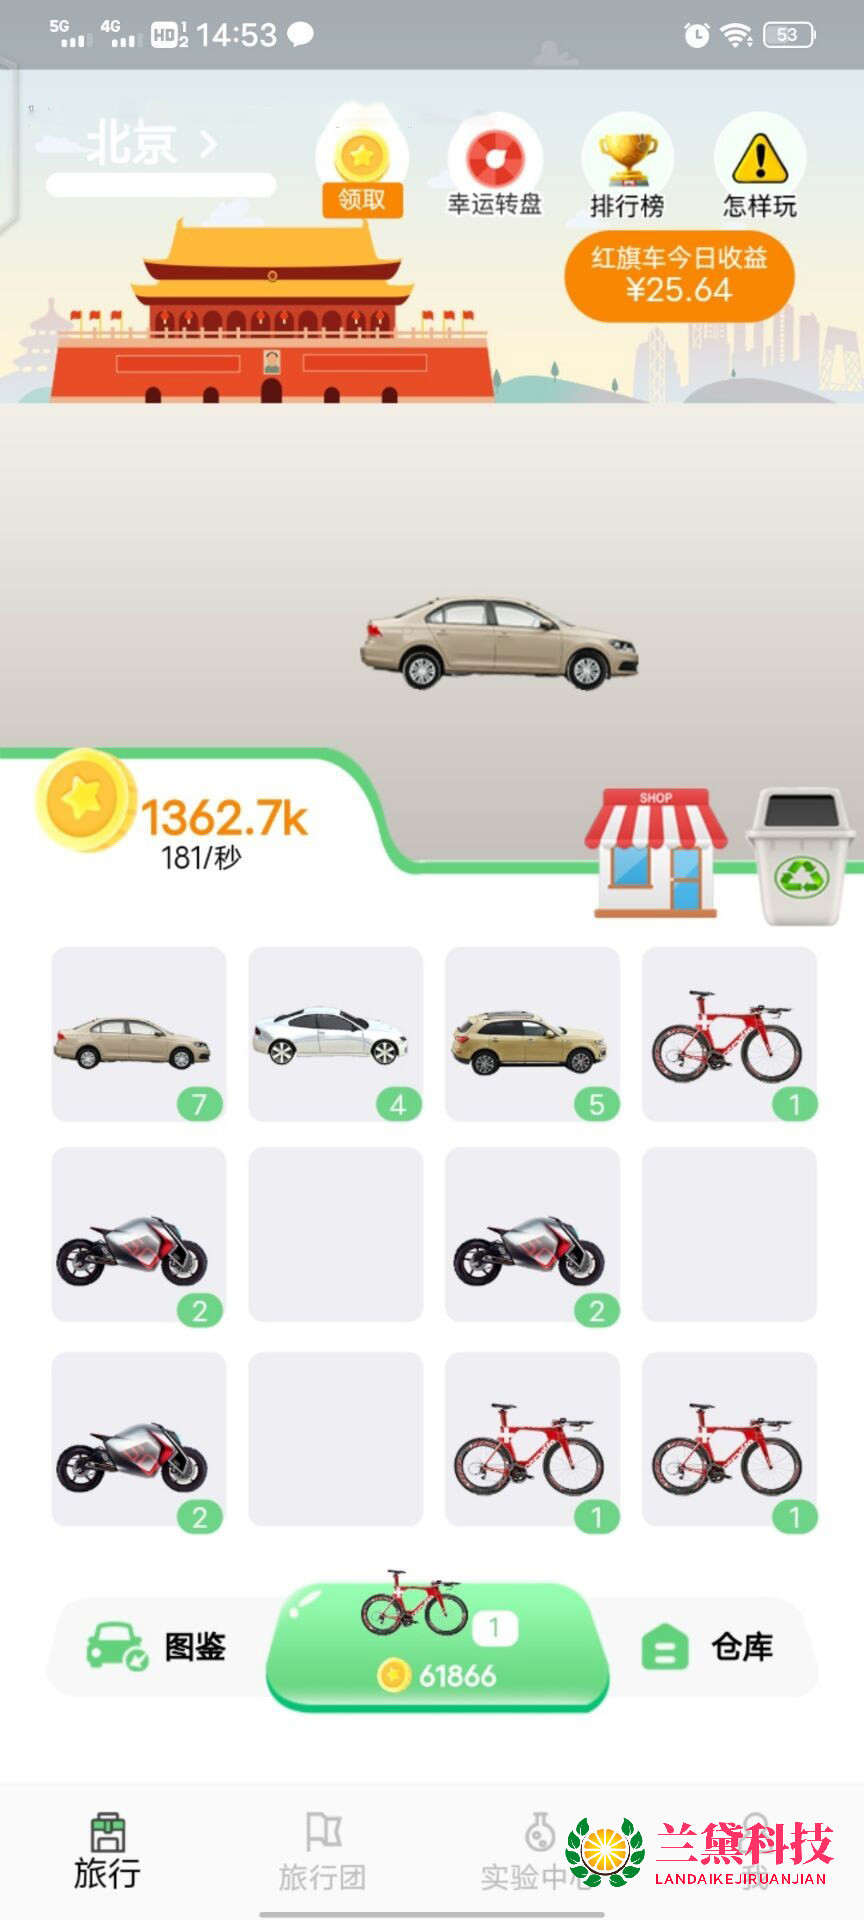 5G 4G HD 1 2 14:53 53
北京
领取
幸运转盘
排行榜
怎样玩
红旗车今日收益
¥25.64
1362.7k
181/秒
SHOP
7 4 5 1
2 2
2 1 1
图鉴
1
61866
仓库
旅行
旅行团
实验中心
我
兰黛科技
LANDAIKEJIRUANJIAN